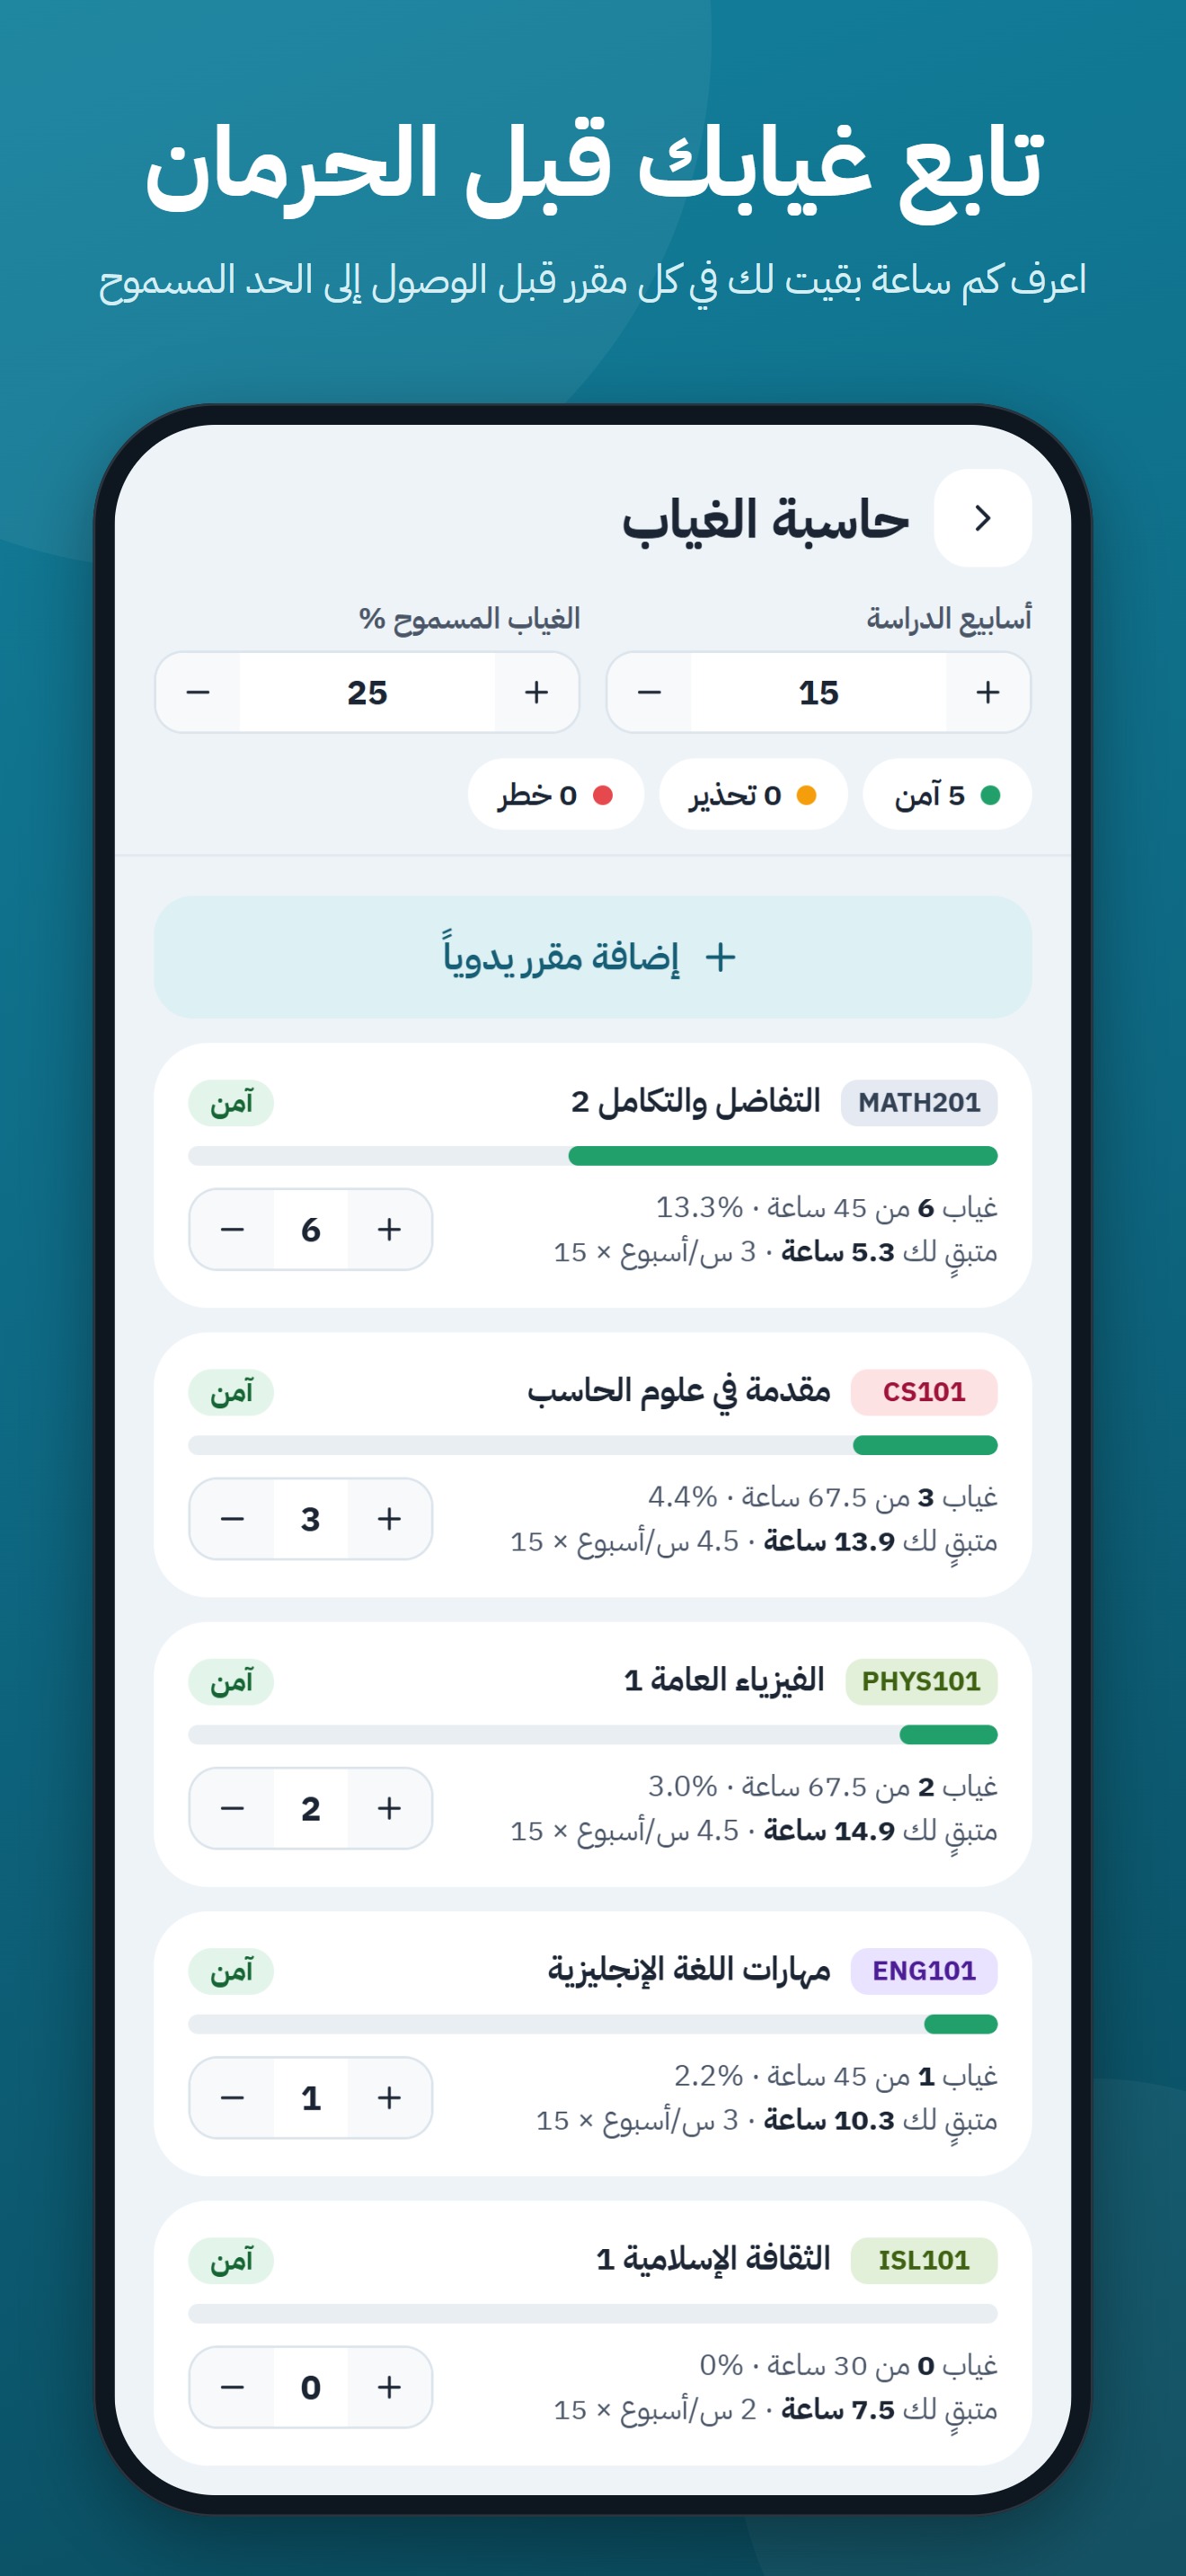 تابع غيابك قبل الحرمان
اعرف كم ساعة بقيت لك في كل مقرر قبل الوصول إلى الحد المسموح
حاسبة الغياب
أسابيع الدراسة
الغياب المسموح %
+ 15 −
+ 25 −
5 آمن
0 تحذير
0 خطر
+ إضافة مقرر يدوياً
MATH201 التفاضل والتكامل 2 آمن
غياب 6 من 45 ساعة · 13.3%
متبقٍ لك 5.3 ساعة · 3 س/أسبوع × 15
+ 6 −
CS101 مقدمة في علوم الحاسب آمن
غياب 3 من 67.5 ساعة · 4.4%
متبقٍ لك 13.9 ساعة · 4.5 س/أسبوع × 15
+ 3 −
PHYS101 الفيزياء العامة 1 آمن
غياب 2 من 67.5 ساعة · 3.0%
متبقٍ لك 14.9 ساعة · 4.5 س/أسبوع × 15
+ 2 −
ENG101 مهارات اللغة الإنجليزية آمن
غياب 1 من 45 ساعة · 2.2%
متبقٍ لك 10.3 ساعة · 3 س/أسبوع × 15
+ 1 −
ISL101 الثقافة الإسلامية 1 آمن
غياب 0 من 30 ساعة · 0%
متبقٍ لك 7.5 ساعة · 2 س/أسبوع × 15
+ 0 −